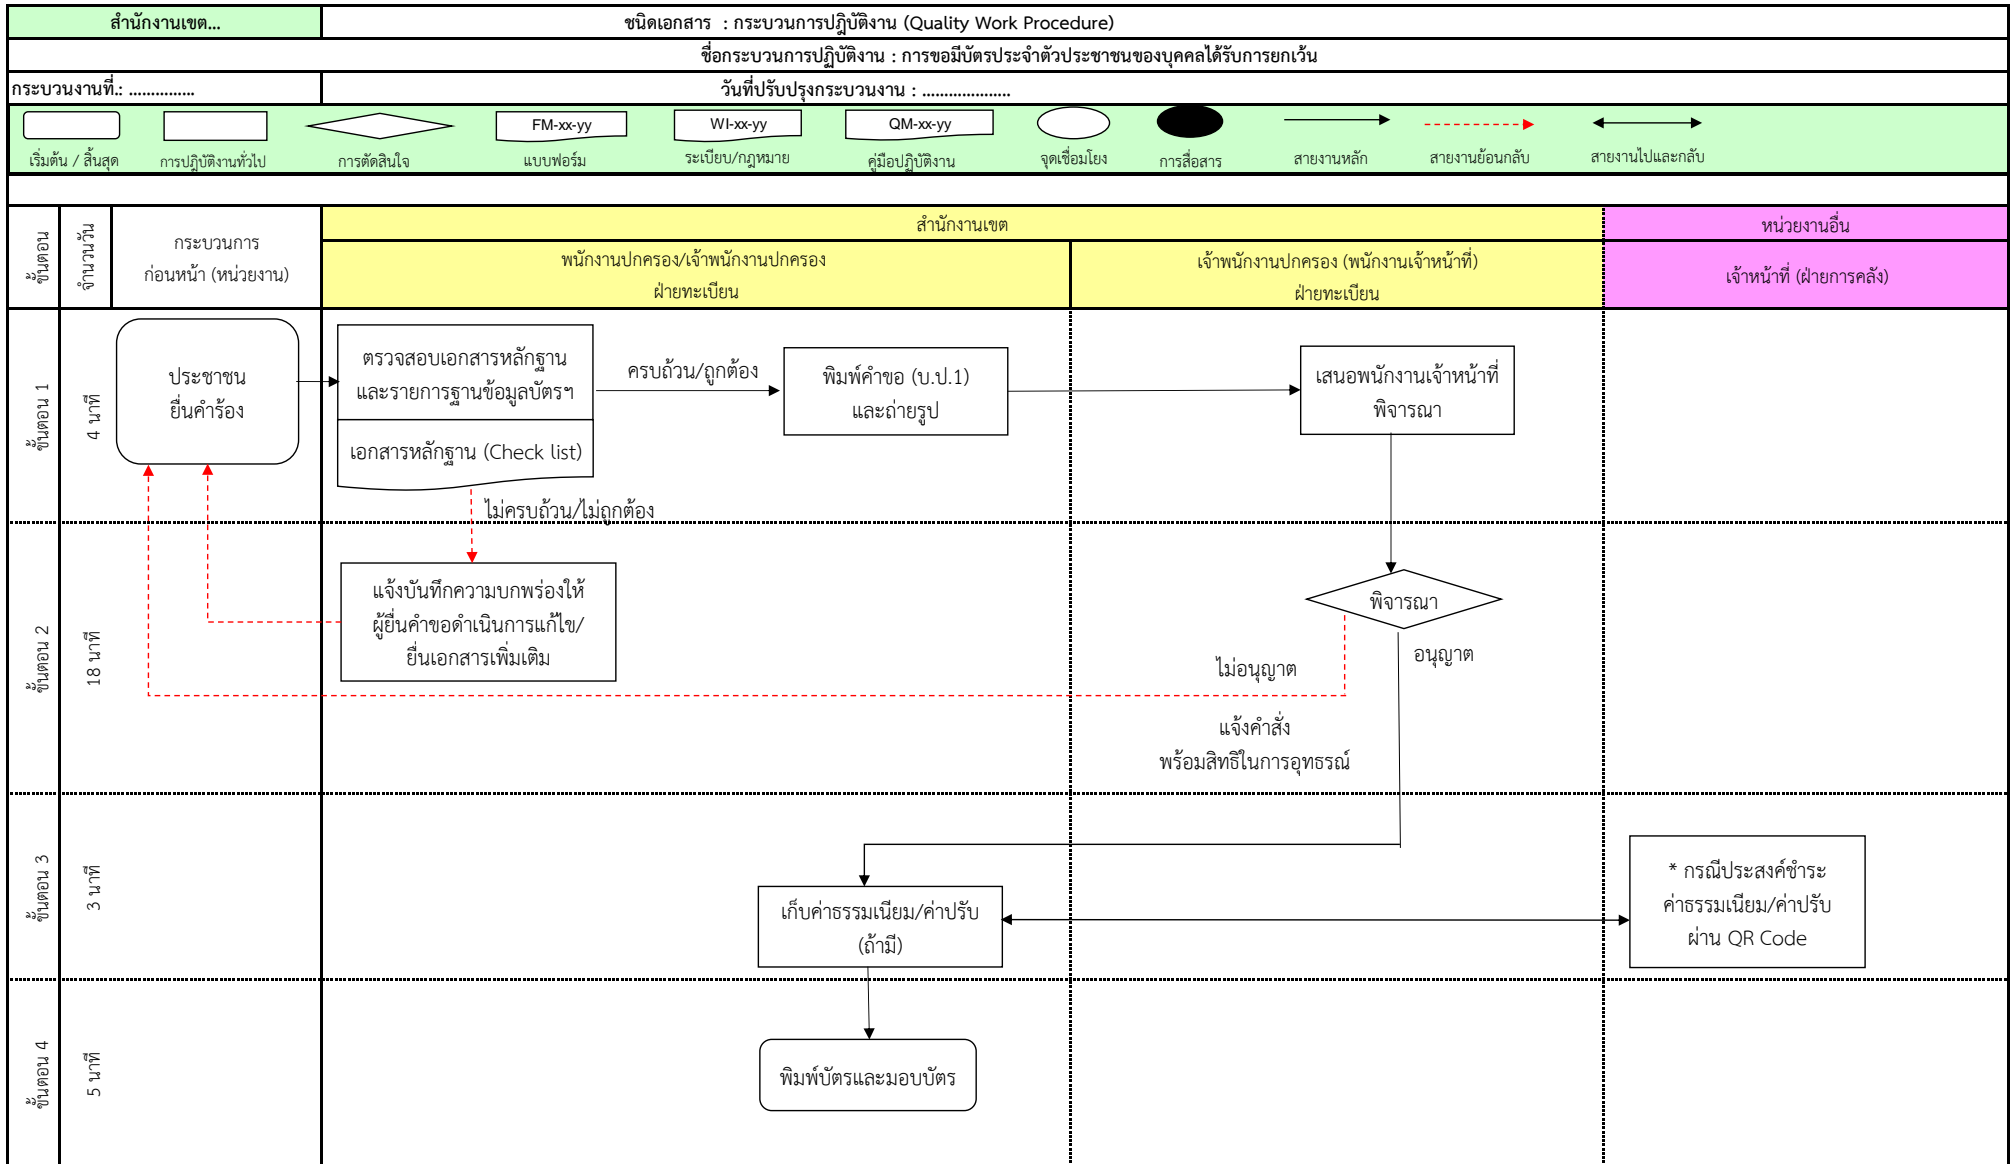 สำนักงานเขต...
ชนิดเอกสาร : กระบวนการปฏิบัติงาน (Quality Work Procedure)
ชื่อกระบวนการปฏิบัติงาน : การขอมีบัตรประจำตัวประชาชนของบุคคลได้รับการยกเว้น
กระบวนงานที่.: ...............
วันที่ปรับปรุงกระบวนงาน : ....................
FM-xx-yy
WI-xx-yy
QM-xx-yy
เริ่มต้น / สิ้นสุด
การปฏิบัติงานทั่วไป
การตัดสินใจ
แบบฟอร์ม
ระเบียบ/กฎหมาย
คู่มือปฏิบัติงาน
จุดเชื่อมโยง
การสื่อสาร
สายงานหลัก
สายงานย้อนกลับ
สายงานไปและกลับ
ขั้นตอน
จำนวนวัน
กระบวนการ
ก่อนหน้า (หน่วยงาน)
สำนักงานเขต
หน่วยงานอื่น
พนักงานปกครอง/เจ้าพนักงานปกครอง
ฝ่ายทะเบียน
เจ้าพนักงานปกครอง (พนักงานเจ้าหน้าที่)
ฝ่ายทะเบียน
เจ้าหน้าที่ (ฝ่ายการคลัง)
ขั้นตอน 1
4 นาที
ประชาชน
ยื่นคำร้อง
ตรวจสอบเอกสารหลักฐาน
และรายการฐานข้อมูลบัตรฯ
เอกสารหลักฐาน (Check list)
ครบถ้วน/ถูกต้อง
พิมพ์คำขอ (บ.ป.1)
และถ่ายรูป
เสนอพนักงานเจ้าหน้าที่
พิจารณา
ไม่ครบถ้วน/ไม่ถูกต้อง
ขั้นตอน 2
18 นาที
แจ้งบันทึกความบกพร่องให้
ผู้ยื่นคำขอดำเนินการแก้ไข/
ยื่นเอกสารเพิ่มเติม
พิจารณา
อนุญาต
ไม่อนุญาต
แจ้งคำสั่ง
พร้อมสิทธิในการอุทธรณ์
ขั้นตอน 3
3 นาที
เก็บค่าธรรมเนียม/ค่าปรับ
(ถ้ามี)
* กรณีประสงค์ชำระ
ค่าธรรมเนียม/ค่าปรับ
ผ่าน QR Code
ขั้นตอน 4
5 นาที
พิมพ์บัตรและมอบบัตร